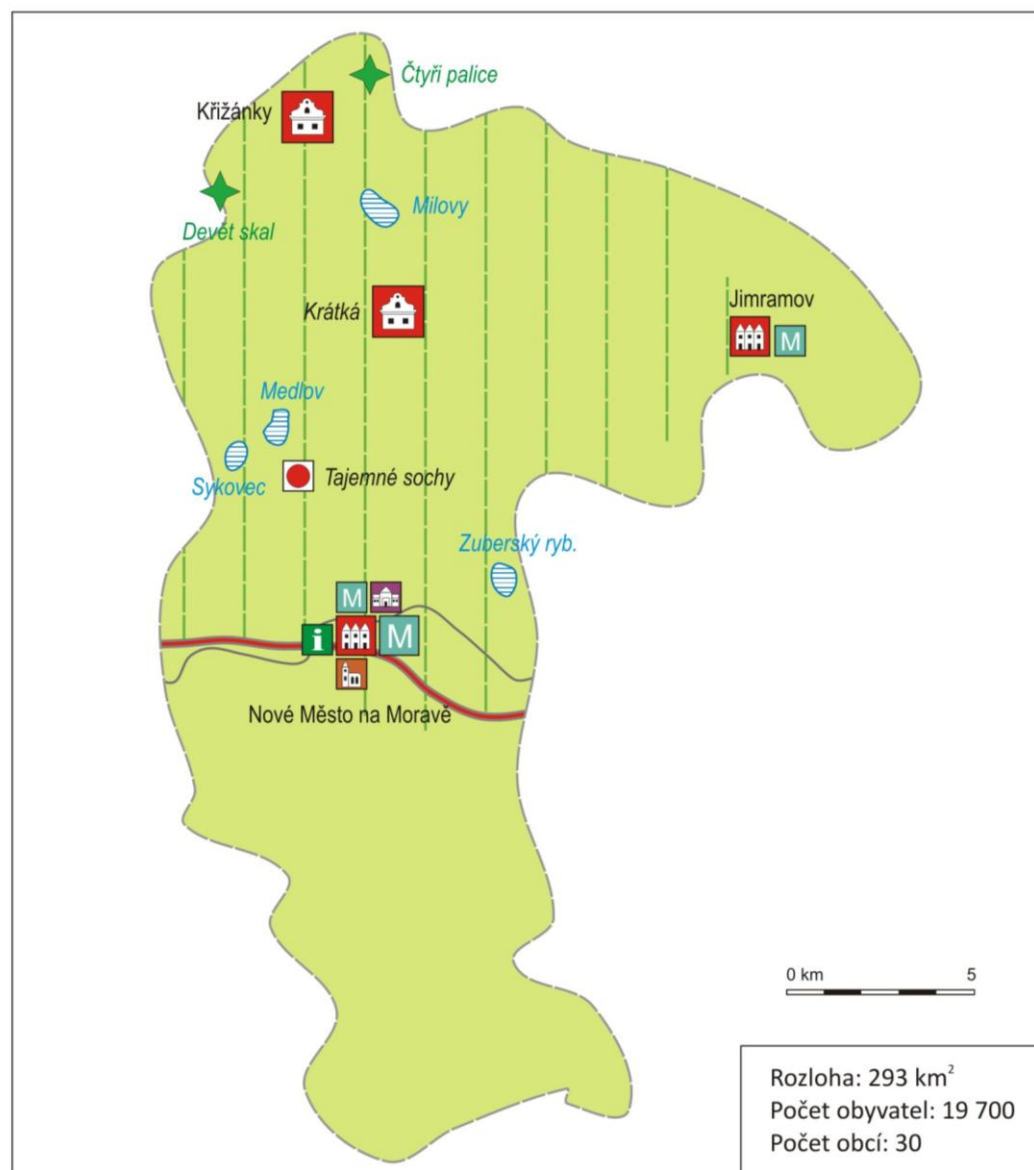 Čtyři palice
Křižánky
Milovy
Devět skal
Krátká
Jimramov
M
Medlov
Tajemné sochy
Sykovec
Zuberský ryb.
M
i
M
Nové Město na Moravě
0 km 5
Rozloha: 293 km²
Počet obyvatel: 19 700
Počet obcí: 30